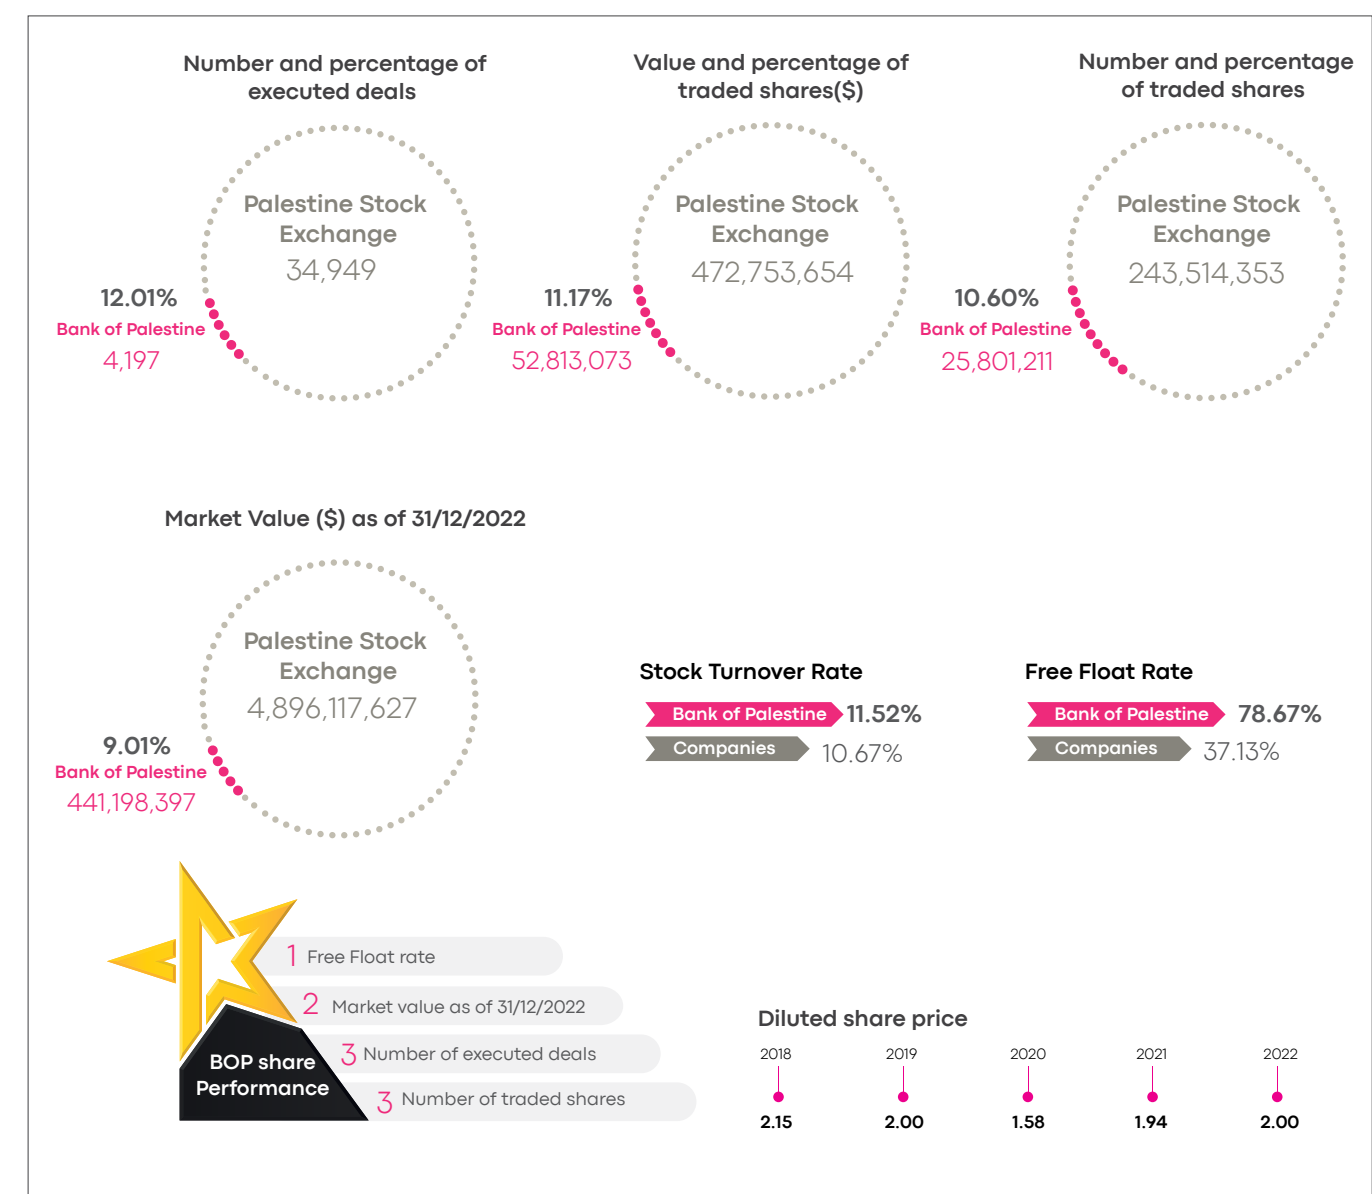 Number and percentage of
executed deals
Palestine Stock
Exchange
34,949
12.01%
Bank of Palestine
4,197
Value and percentage of
traded shares($)
Palestine Stock
Exchange
472,753,654
11.17%
Bank of Palestine
52,813,073
Number and percentage
of traded shares
Palestine Stock
Exchange
243,514,353
10.60%
Bank of Palestine
25,801,211
Market Value ($) as of 31/12/2022
Palestine Stock
Exchange
4,896,117,627
9.01%
Bank of Palestine
441,198,397
Stock Turnover Rate
Bank of Palestine 11.52%
Companies 10.67%
Free Float Rate
Bank of Palestine 78.67%
Companies 37.13%
BOP share
Performance
1 Free Float rate
2 Market value as of 31/12/2022
3 Number of executed deals
3 Number of traded shares
Diluted share price
2018 2019 2020 2021 2022
2.15 2.00 1.58 1.94 2.00